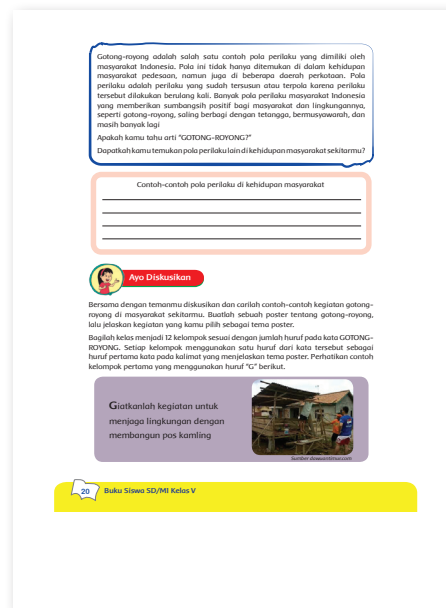 Gotong-royong adalah salah satu contoh pola perilaku yang dimiliki oleh
masyarakat Indonesia. Pola ini tidak hanya ditemukan di dalam kehidupan
masyarakat pedesaan, namun juga di beberapa daerah perkotaan. Pola
perilaku adalah perilaku yang sudah tersusun atau terpola karena perilaku
tersebut dilakukan berulang kali. Banyak pola perilaku masyarakat Indonesia
yang memberikan sumbangsih positif bagi masyarakat dan lingkungannya,
seperti gotong-royong, saling berbagi dengan tetangga, bermusyawarah, dan
masih banyak lagi
Apakah kamu tahu arti “GOTONG-ROYONG?”
Dapatkah kamu temukan pola perilaku lain di kehidupan masyarakat sekitarmu?
Contoh-contoh pola perilaku di kehidupan masyarakat
Ayo Diskusikan
Bersama dengan temanmu diskusikan dan carilah contoh-contoh kegiatan gotong-
royong di masyarakat sekitarmu. Buatlah sebuah poster tentang gotong-royong,
lalu jelaskan kegiatan yang kamu pilih sebagai tema poster.
Bagilah kelas menjadi 12 kelompok sesuai dengan jumlah huruf pada kata GOTONG-
ROYONG. Setiap kelompok menggunakan satu huruf dari kata tersebut sebagai
huruf pertama kata pada kalimat yang menjelaskan tema poster. Perhatikan contoh
kelompok pertama yang menggunakan huruf “G” berikut.
Giatkanlah kegiatan untuk
menjaga lingkungan dengan
membangun pos kamling
Sumber
20 Buku Siswa SD/MI Kelas V